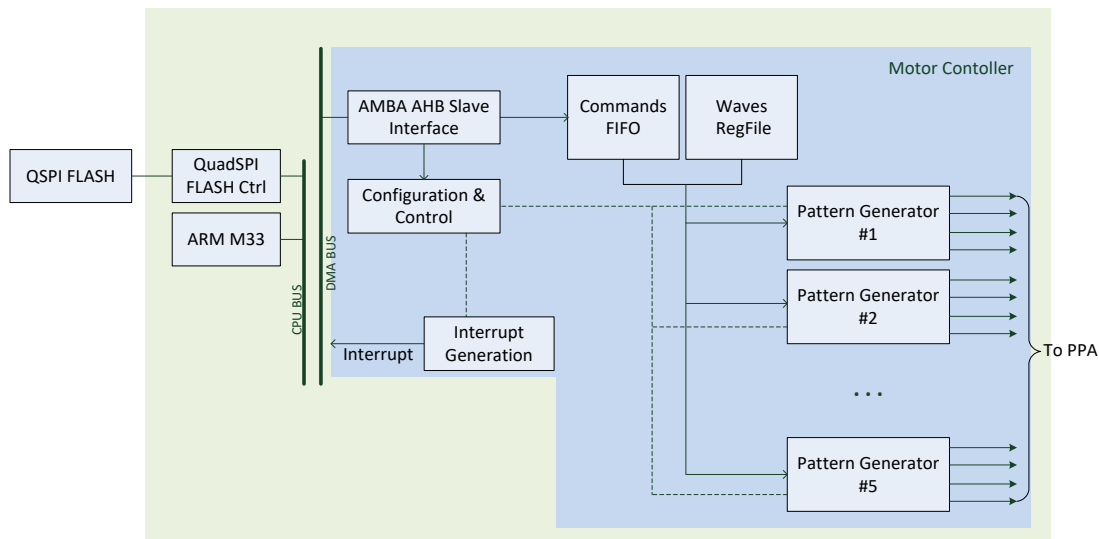 Motor Contoller
AMBA AHB Slave
Interface
Commands
FIFO
Waves
RegFile
QSPI FLASH
QuadSPI
FLASH Ctrl
Configuration &
Control
ARM M33
Pattern Generator
#1
DMA BUS
CPU BUS
Pattern Generator
#2
Interrupt
Interrupt
Generation
To PPA
...
Pattern Generator
#5